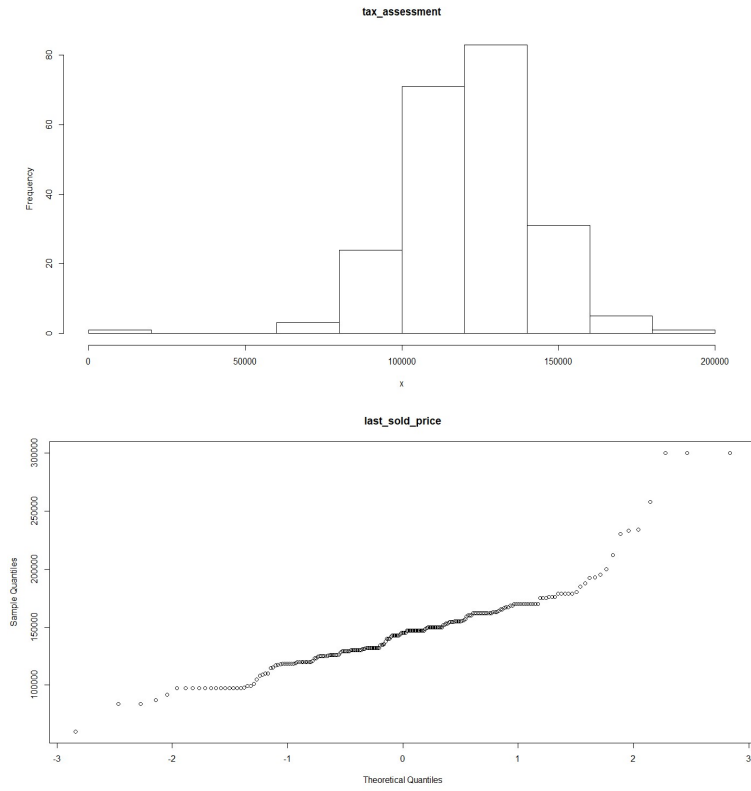 tax_assessment
Frequency
80
60
40
20
0
0 50000 100000 150000 200000
x
last_sold_price
Sample Quantiles
300000
250000
200000
150000
100000
-3 -2 -1 0 1 2 3
Theoretical Quantiles